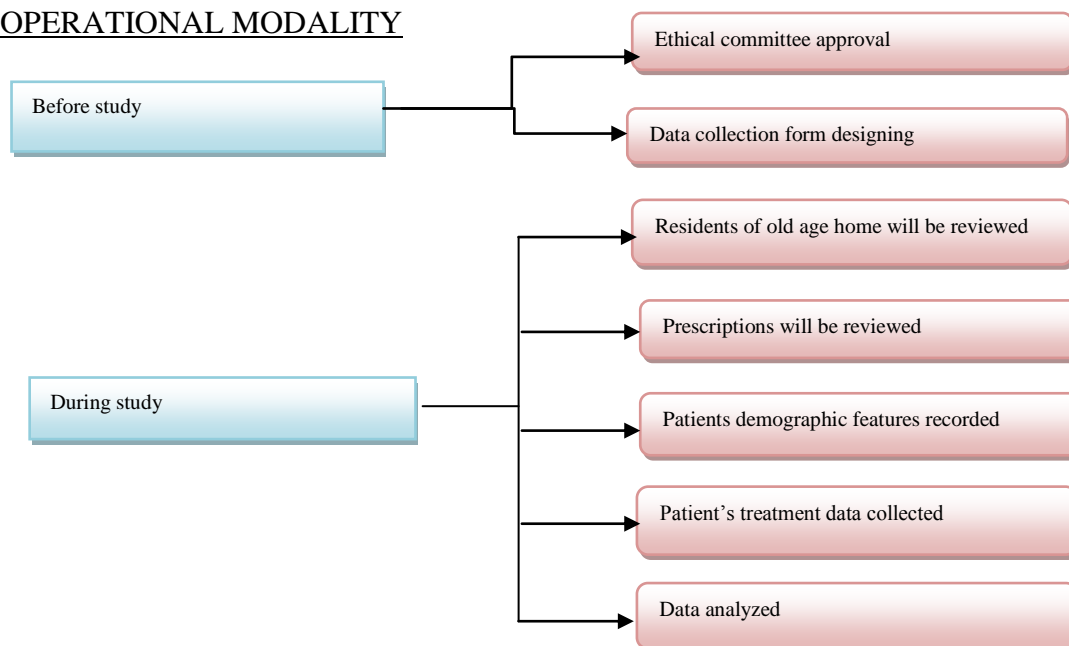 OPERATIONAL MODALITY
Ethical committee approval
Before study
Data collection form designing
Residents of old age home will be reviewed
Prescriptions will be reviewed
During study
Patients demographic features recorded
Patient’s treatment data collected
Data analyzed